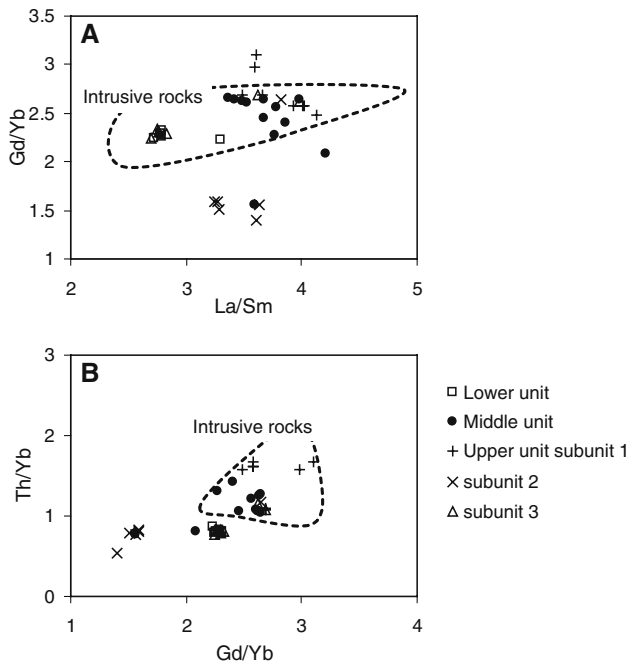 A
3.5
3
2.5
2
1.5
1
Gd/Yb
Intrusive rocks
2 3 4 5
La/Sm
B
3
2
1
0
Th/Yb
Intrusive rocks
1 2 3 4
Gd/Yb
Lower unit
Middle unit
Upper unit subunit 1
subunit 2
subunit 3